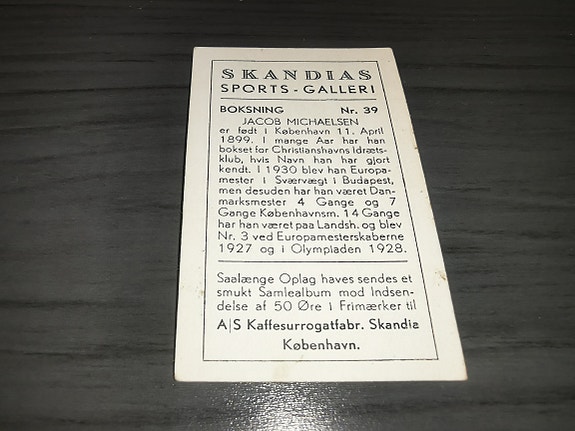 SKANDIAS
SPORTS-GALLERI
BOKSNING Nr. 39
JACOB MICHAELSEN
er født i København 11. April
1899. I mange Aar har han
bokset for Christianshavns Idræts-
klub, hvis Navn han har gjort
kendt. I 1930 blev han Europa-
mester i Sværvægt i Budapest,
men desuden har han været Dan-
marksmester 4 Gange og 7
Gange Københavnsm. 14 Gange
har han været paa Landsh. og blev
Nr. 3 ved Europamesterskaberne
1927 og i Olympiaden 1928.
Saalænge Oplag haves sendes et
smukt Samlealbum mod Indsen-
delse af 50 Øre i Frimærker til
A|S Kaffesurrogatfabr. Skandia
København.